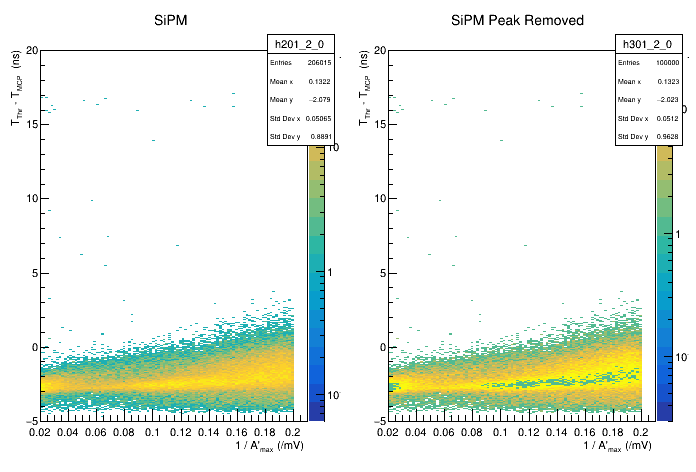 SiPM
h201_2_0
Entries 206015
Mean x 0.1322
Mean y −2.079
Std Dev x 0.05065
Std Dev y 0.8891
T_Thr - T_MCP (ns)
20
15
10
5
0
−5
0.02 0.04 0.06 0.08 0.1 0.12 0.14 0.16 0.18 0.2
1 / A'_max (/mV)
10
1
10
SiPM Peak Removed
h301_2_0
Entries 100000
Mean x 0.1323
Mean y −2.023
Std Dev x 0.0512
Std Dev y 0.9628
T_Thr - T_MCP (ns)
20
15
10
5
0
−5
0.02 0.04 0.06 0.08 0.1 0.12 0.14 0.16 0.18 0.2
1 / A'_max (/mV)
1
10